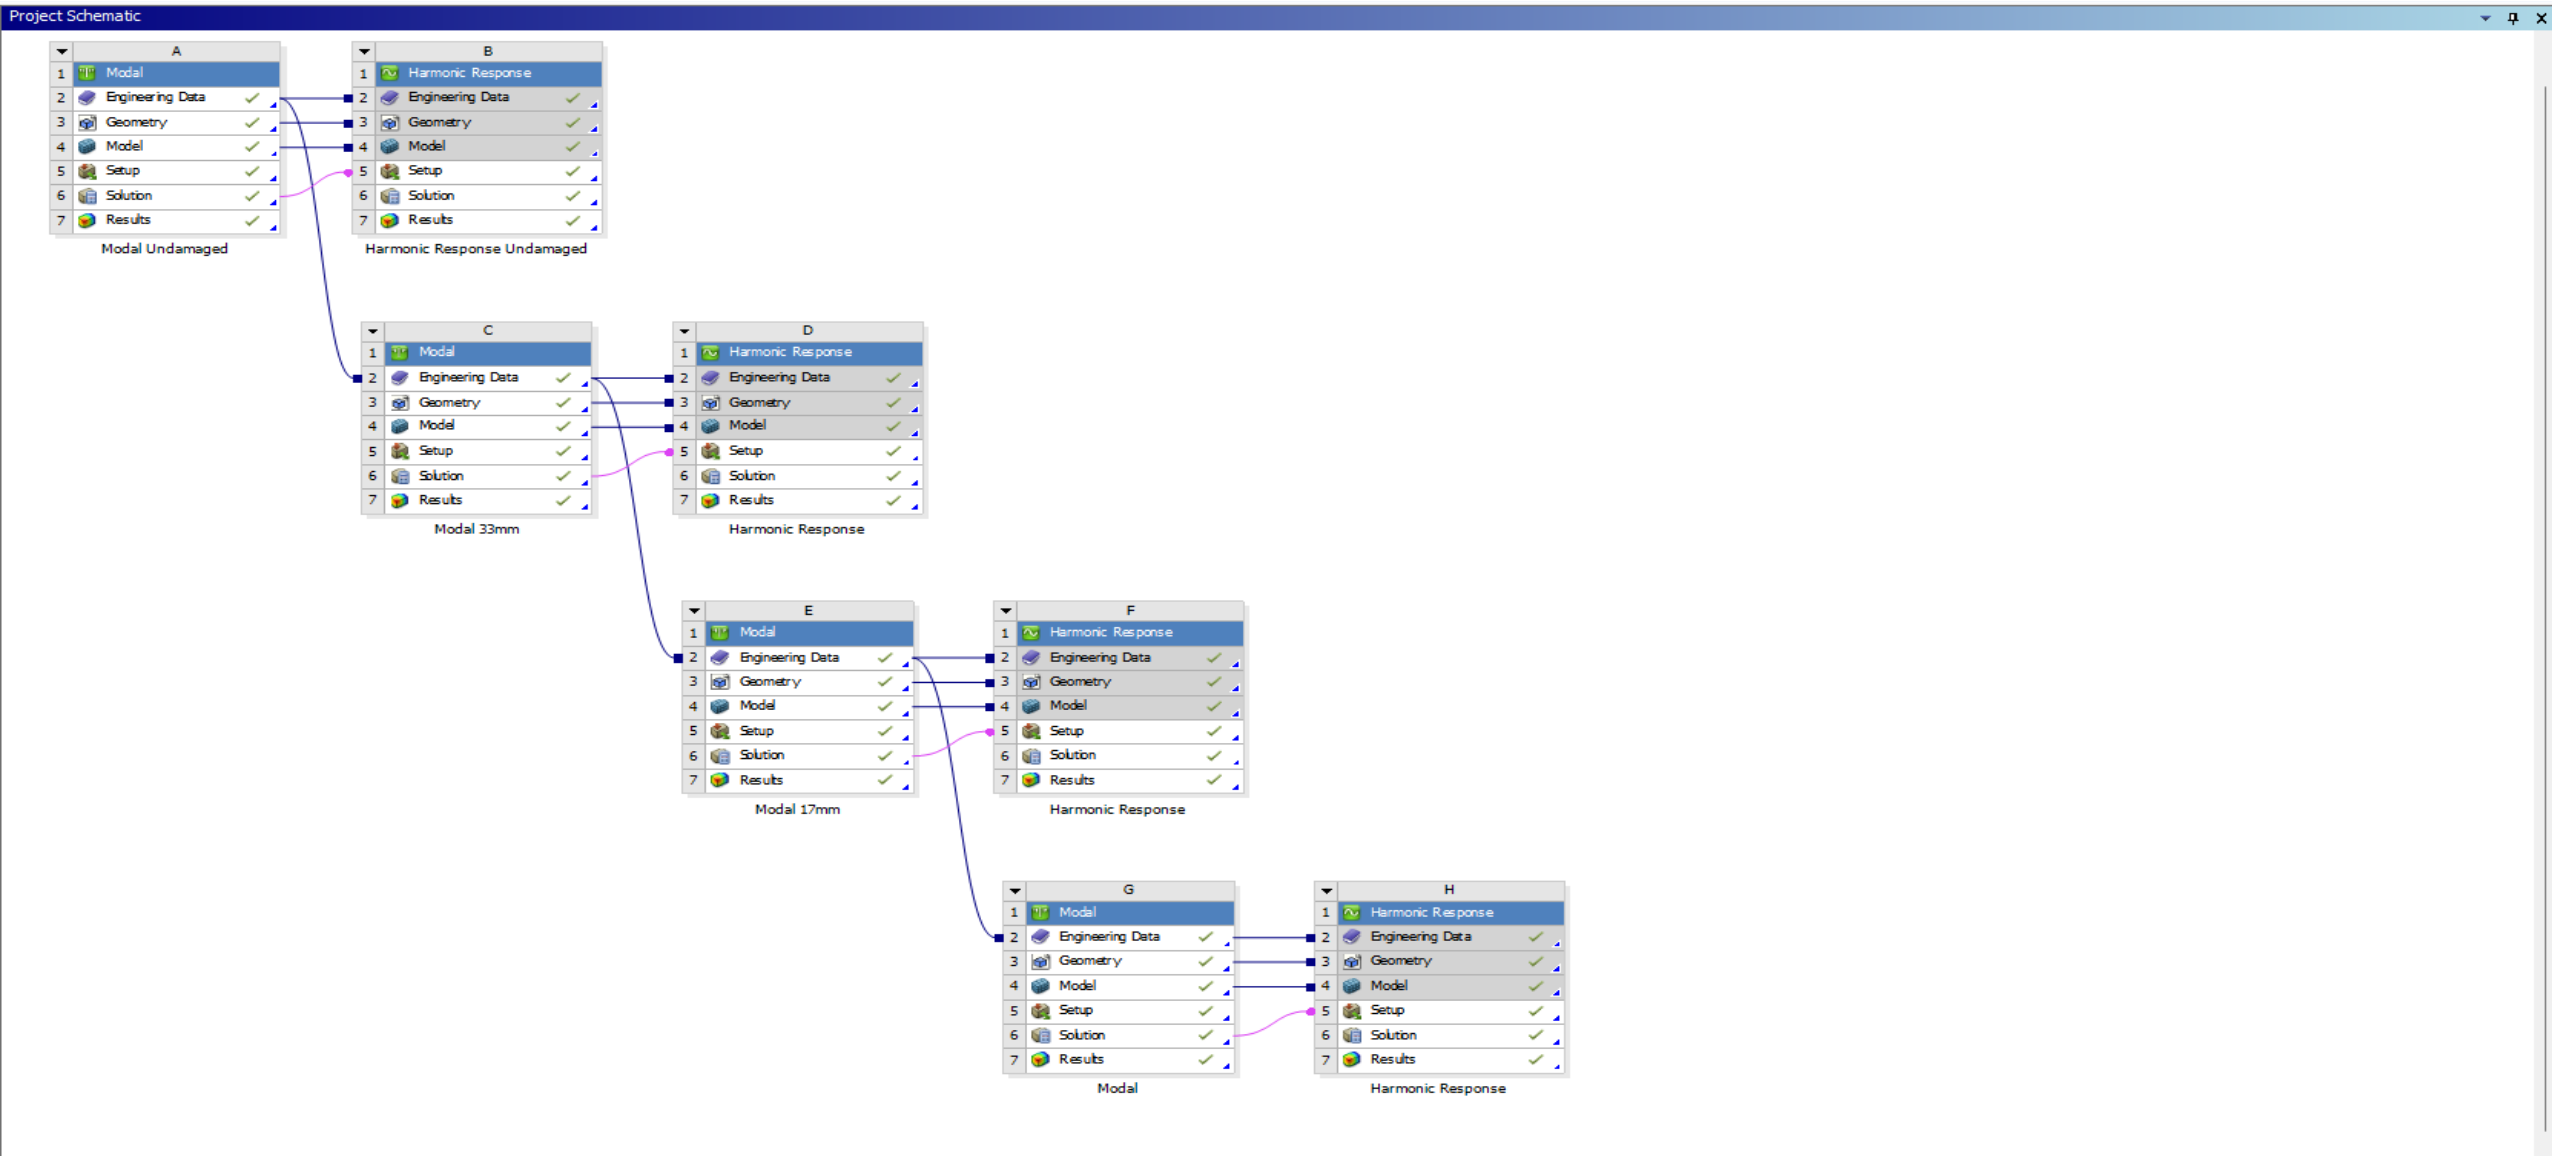 Project Schematic
A
1 Modal
2 Engineering Data
3 Geometry
4 Model
5 Setup
6 Solution
7 Results
Modal Undamaged
B
1 Harmonic Response
2 Engineering Data
3 Geometry
4 Model
5 Setup
6 Solution
7 Results
Harmonic Response Undamaged
C
1 Modal
2 Engineering Data
3 Geometry
4 Model
5 Setup
6 Solution
7 Results
Modal 33mm
D
1 Harmonic Response
2 Engineering Data
3 Geometry
4 Model
5 Setup
6 Solution
7 Results
Harmonic Response
E
1 Modal
2 Engineering Data
3 Geometry
4 Model
5 Setup
6 Solution
7 Results
Modal 17mm
F
1 Harmonic Response
2 Engineering Data
3 Geometry
4 Model
5 Setup
6 Solution
7 Results
Harmonic Response
G
1 Modal
2 Engineering Data
3 Geometry
4 Model
5 Setup
6 Solution
7 Results
Modal
H
1 Harmonic Response
2 Engineering Data
3 Geometry
4 Model
5 Setup
6 Solution
7 Results
Harmonic Response